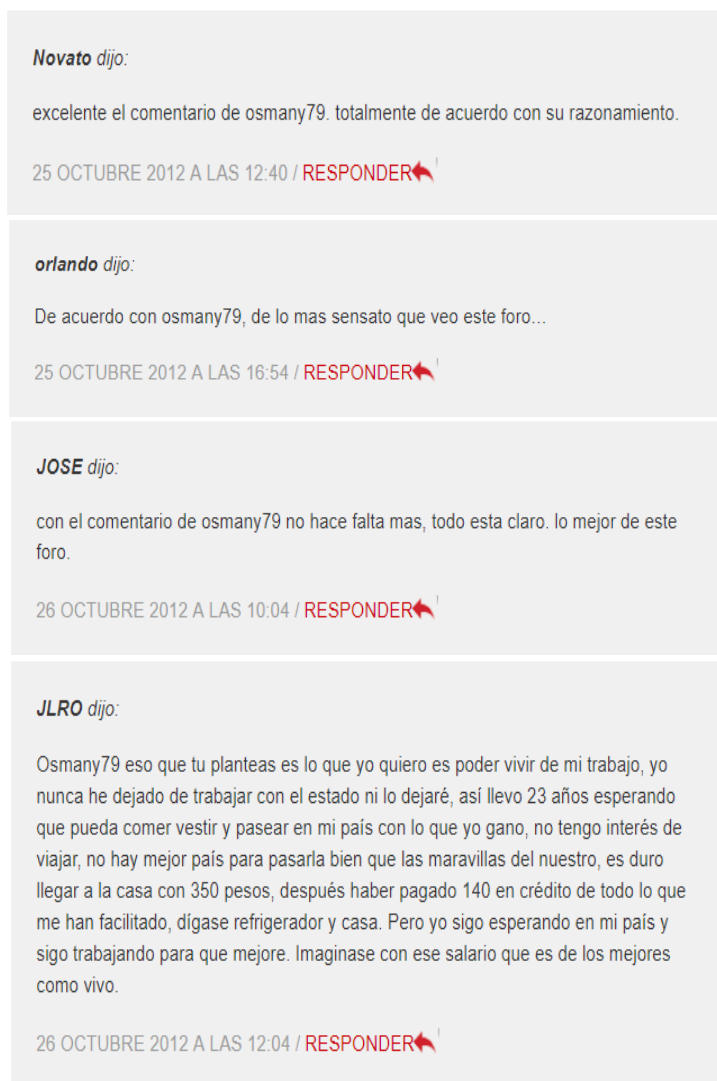 Novato dijo:
excelente el comentario de osmany79. totalmente de acuerdo con su razonamiento.
25 OCTUBRE 2012 A LAS 12:40 / RESPONDER
orlando dijo:
De acuerdo con osmany79, de lo mas sensato que veo este foro...
25 OCTUBRE 2012 A LAS 16:54 / RESPONDER
JOSE dijo:
con el comentario de osmany79 no hace falta mas, todo esta claro. lo mejor de este
foro.
26 OCTUBRE 2012 A LAS 10:04 / RESPONDER
JLRO dijo:
Osmany79 eso que tu planteas es lo que yo quiero es poder vivir de mi trabajo, yo
nunca he dejado de trabajar con el estado ni lo dejaré, así llevo 23 años esperando
que pueda comer vestir y pasear en mi país con lo que yo gano, no tengo interés de
viajar, no hay mejor país para pasarla bien que las maravillas del nuestro, es duro
llegar a la casa con 350 pesos, después haber pagado 140 en crédito de todo lo que
me han facilitado, dígase refrigerador y casa. Pero yo sigo esperando en mi país y
sigo trabajando para que mejore. Imaginase con ese salario que es de los mejores
como vivo.
26 OCTUBRE 2012 A LAS 12:04 / RESPONDER